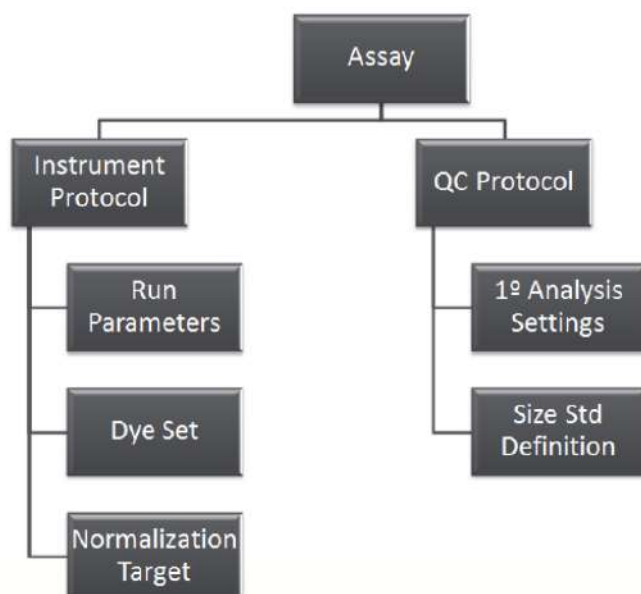 Assay
Instrument
Protocol
QC Protocol
Run
Parameters
1º Analysis
Settings
Dye Set
Size Std
Definition
Normalization
Target